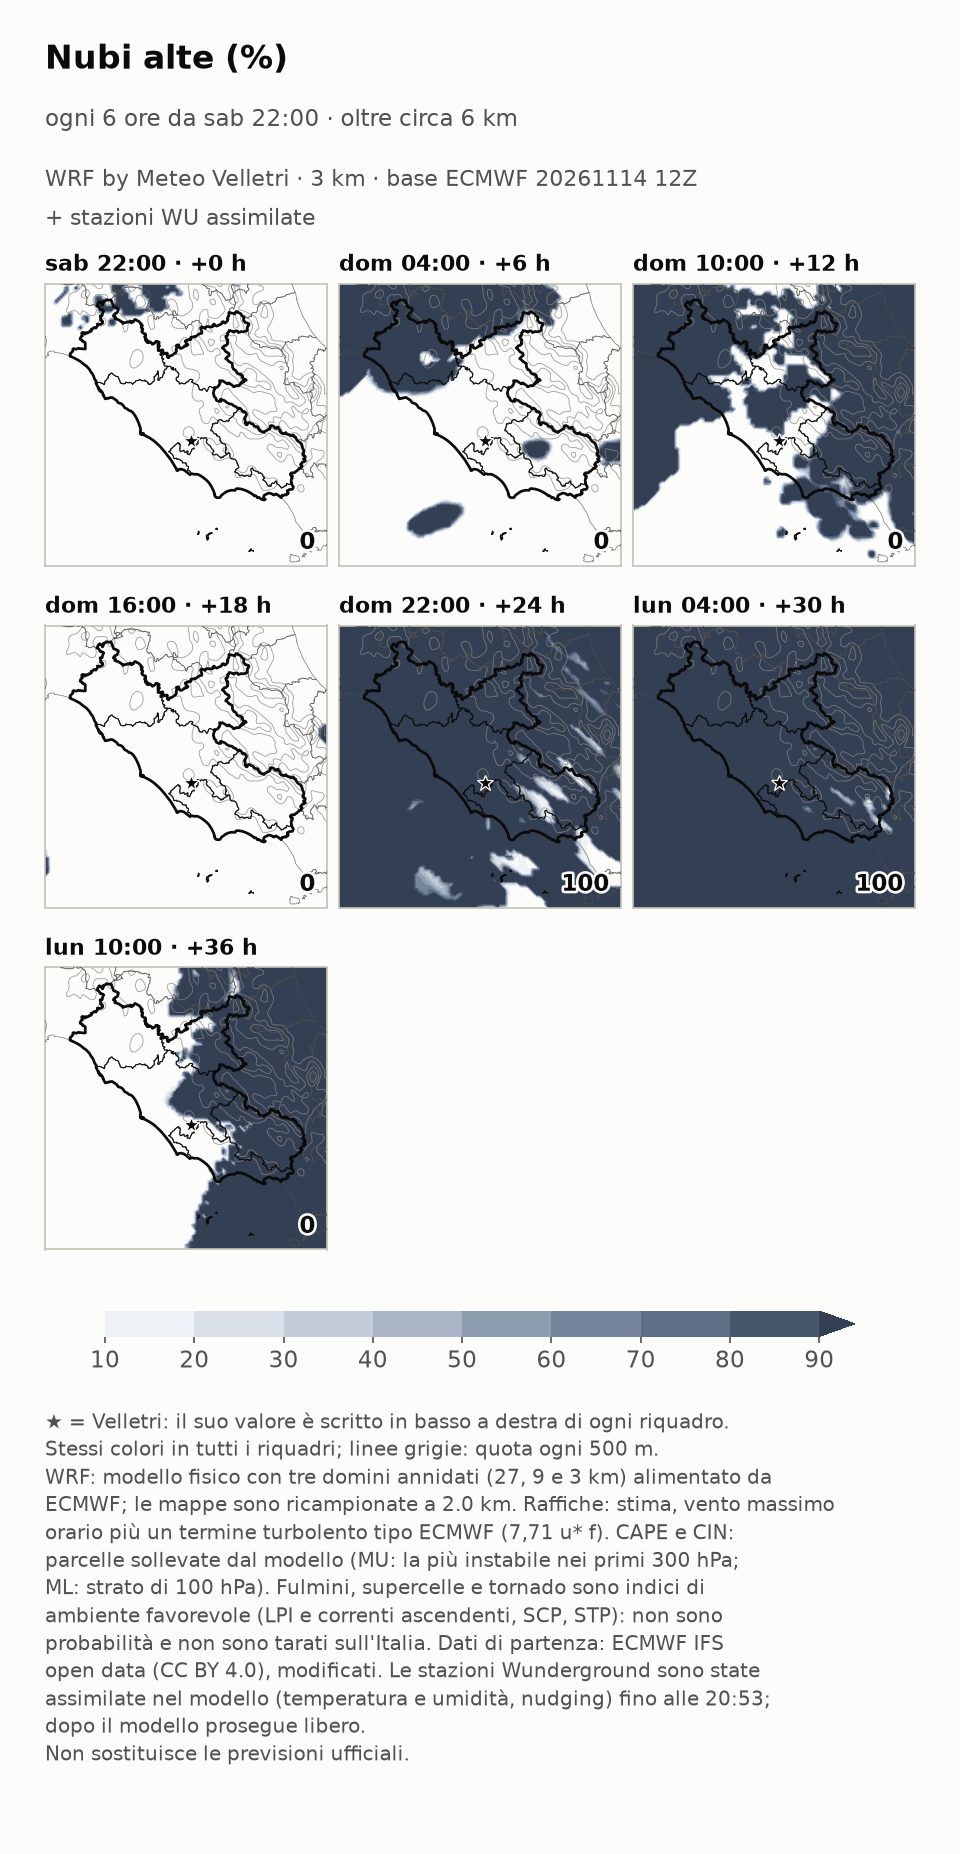 Nubi alte (%)
ogni 6 ore da sab 22:00 · oltre circa 6 km
WRF by Meteo Velletri · 3 km · base ECMWF 20261114 12Z
+ stazioni WU assimilate
sab 22:00 · +0 h
dom 04:00 · +6 h
dom 10:00 · +12 h
0
0
0
dom 16:00 · +18 h
dom 22:00 · +24 h
lun 04:00 · +30 h
0
100
100
lun 10:00 · +36 h
0
10 20 30 40 50 60 70 80 90
★ = Velletri: il suo valore è scritto in basso a destra di ogni riquadro.
Stessi colori in tutti i riquadri; linee grigie: quota ogni 500 m.
WRF: modello fisico con tre domini annidati (27, 9 e 3 km) alimentato da
ECMWF; le mappe sono ricampionate a 2.0 km. Raffiche: stima, vento massimo
orario più un termine turbolento tipo ECMWF (7,71 u* f). CAPE e CIN:
parcelle sollevate dal modello (MU: la più instabile nei primi 300 hPa;
ML: strato di 100 hPa). Fulmini, supercelle e tornado sono indici di
ambiente favorevole (LPI e correnti ascendenti, SCP, STP): non sono
probabilità e non sono tarati sull'Italia. Dati di partenza: ECMWF IFS
open data (CC BY 4.0), modificati. Le stazioni Wunderground sono state
assimilate nel modello (temperatura e umidità, nudging) fino alle 20:53;
dopo il modello prosegue libero.
Non sostituisce le previsioni ufficiali.